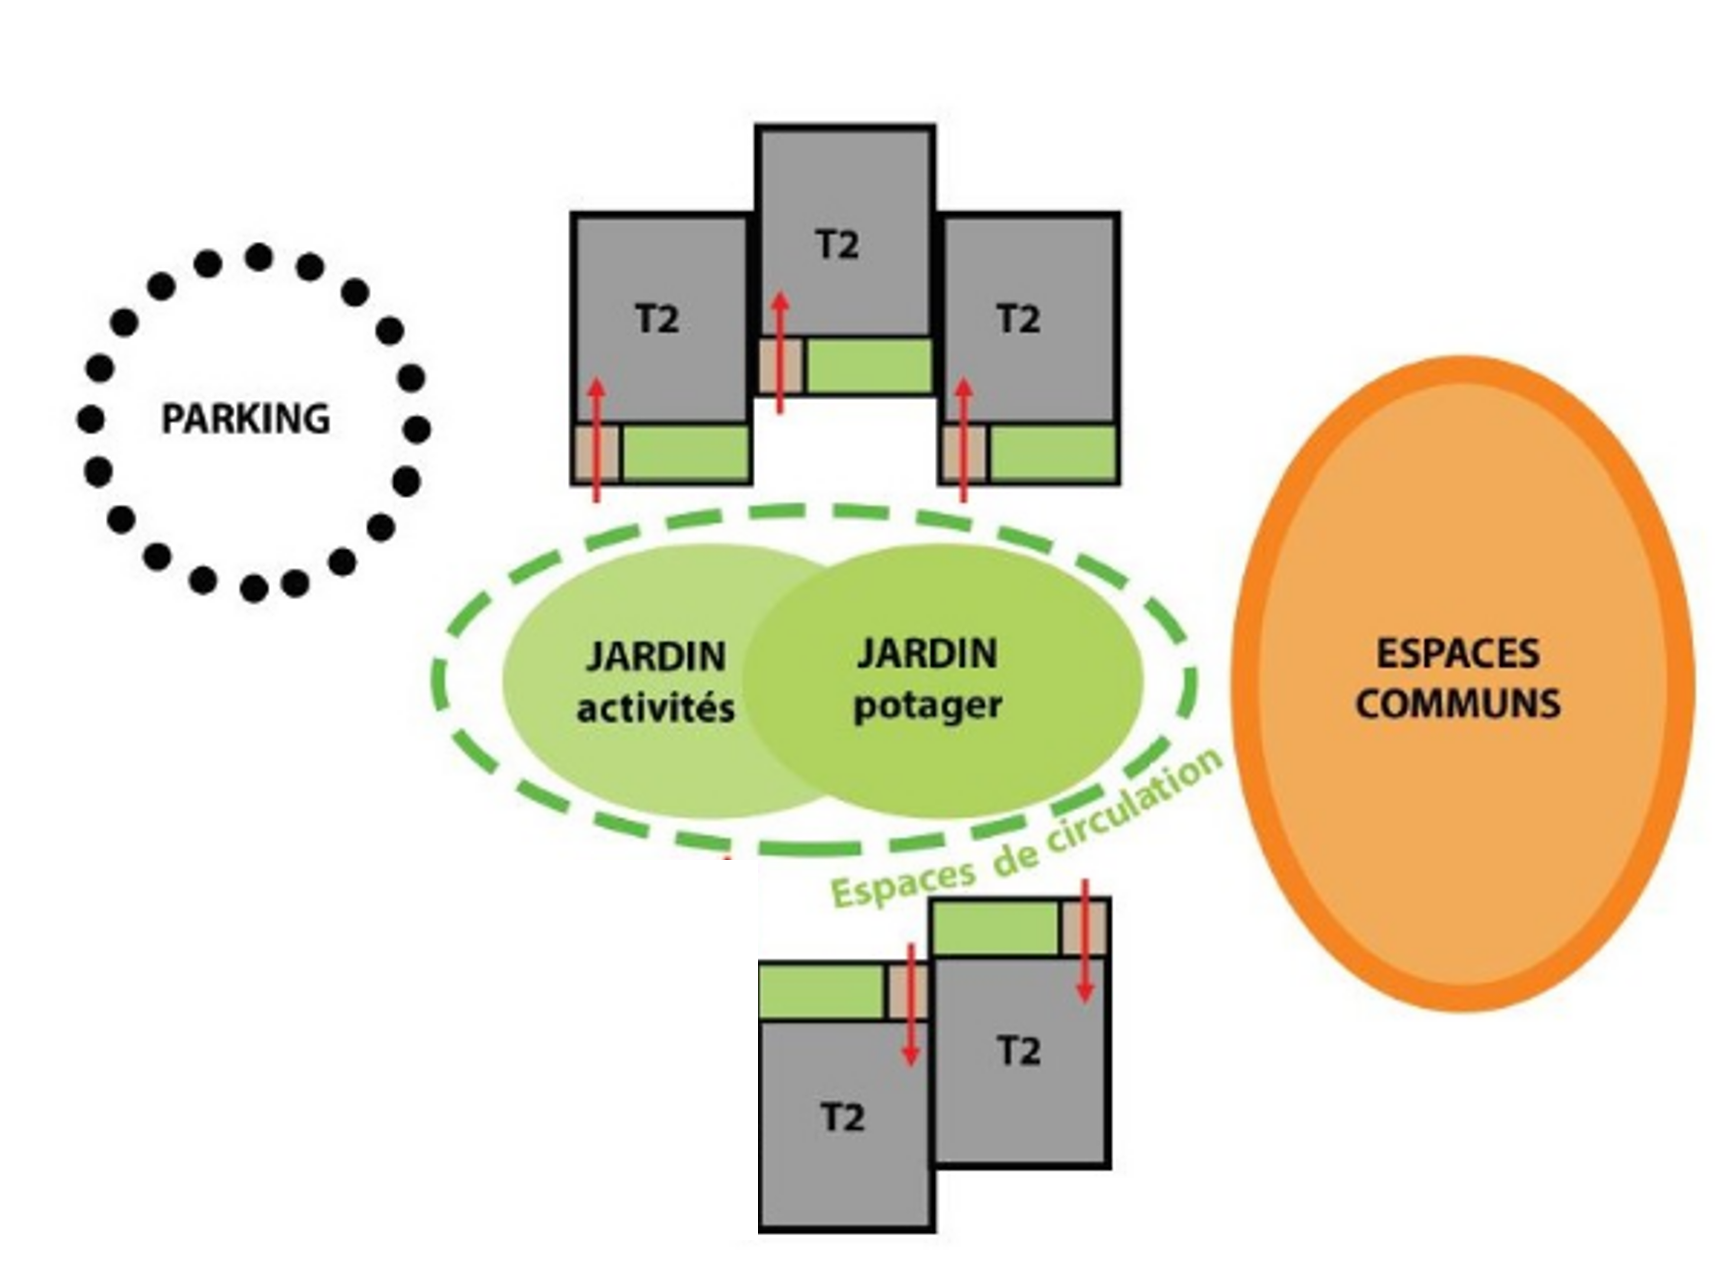 T2
T2
T2
PARKING
JARDIN
activités
JARDIN
potager
ESPACES
COMMUNS
Espaces de circulation
T2
T2